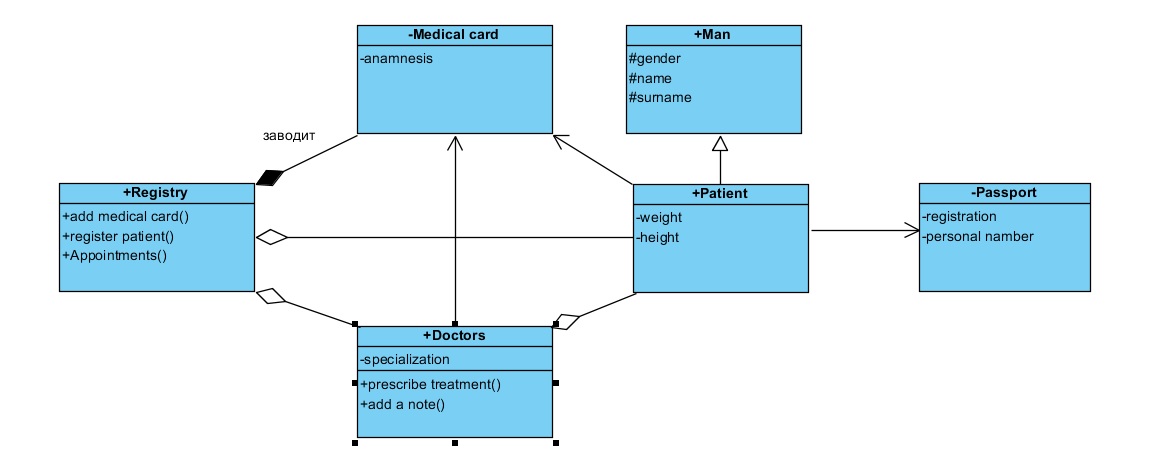 -Medical card
-anamnesis
+Man
#gender
#name
#surname
заводит
+Registry
+add medical card()
+register patient()
+Appointments()
+Patient
-weight
-height
-Passport
-registration
-personal namber
+Doctors
-specialization
+prescribe treatment()
+add a note()